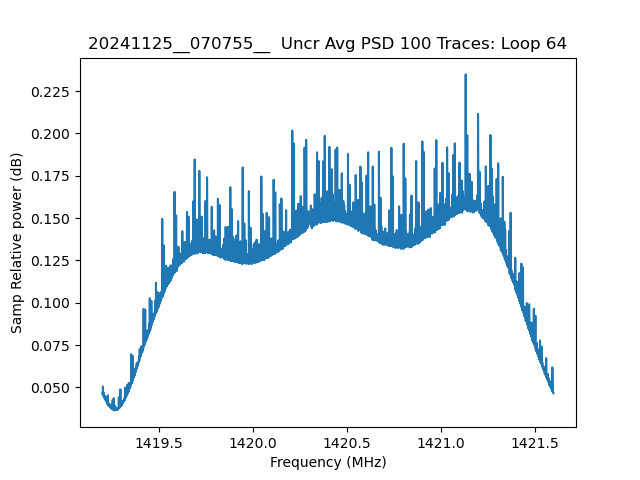 20241125__070755__  Uncr Avg PSD 100 Traces: Loop 64
Samp Relative power (dB)
0.225
0.200
0.175
0.150
0.125
0.100
0.075
0.050
1419.5 1420.0 1420.5 1421.0 1421.5
Frequency (MHz)